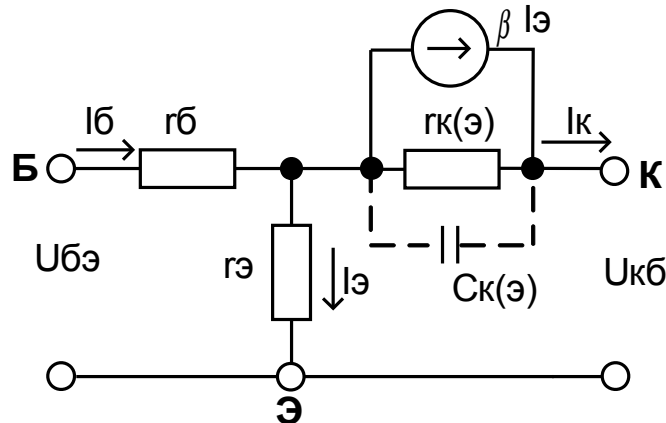 β Iэ
Iб rб rк(э) Iк
Б К
Uбэ rэ Iэ Cк(э) Uкб
Э